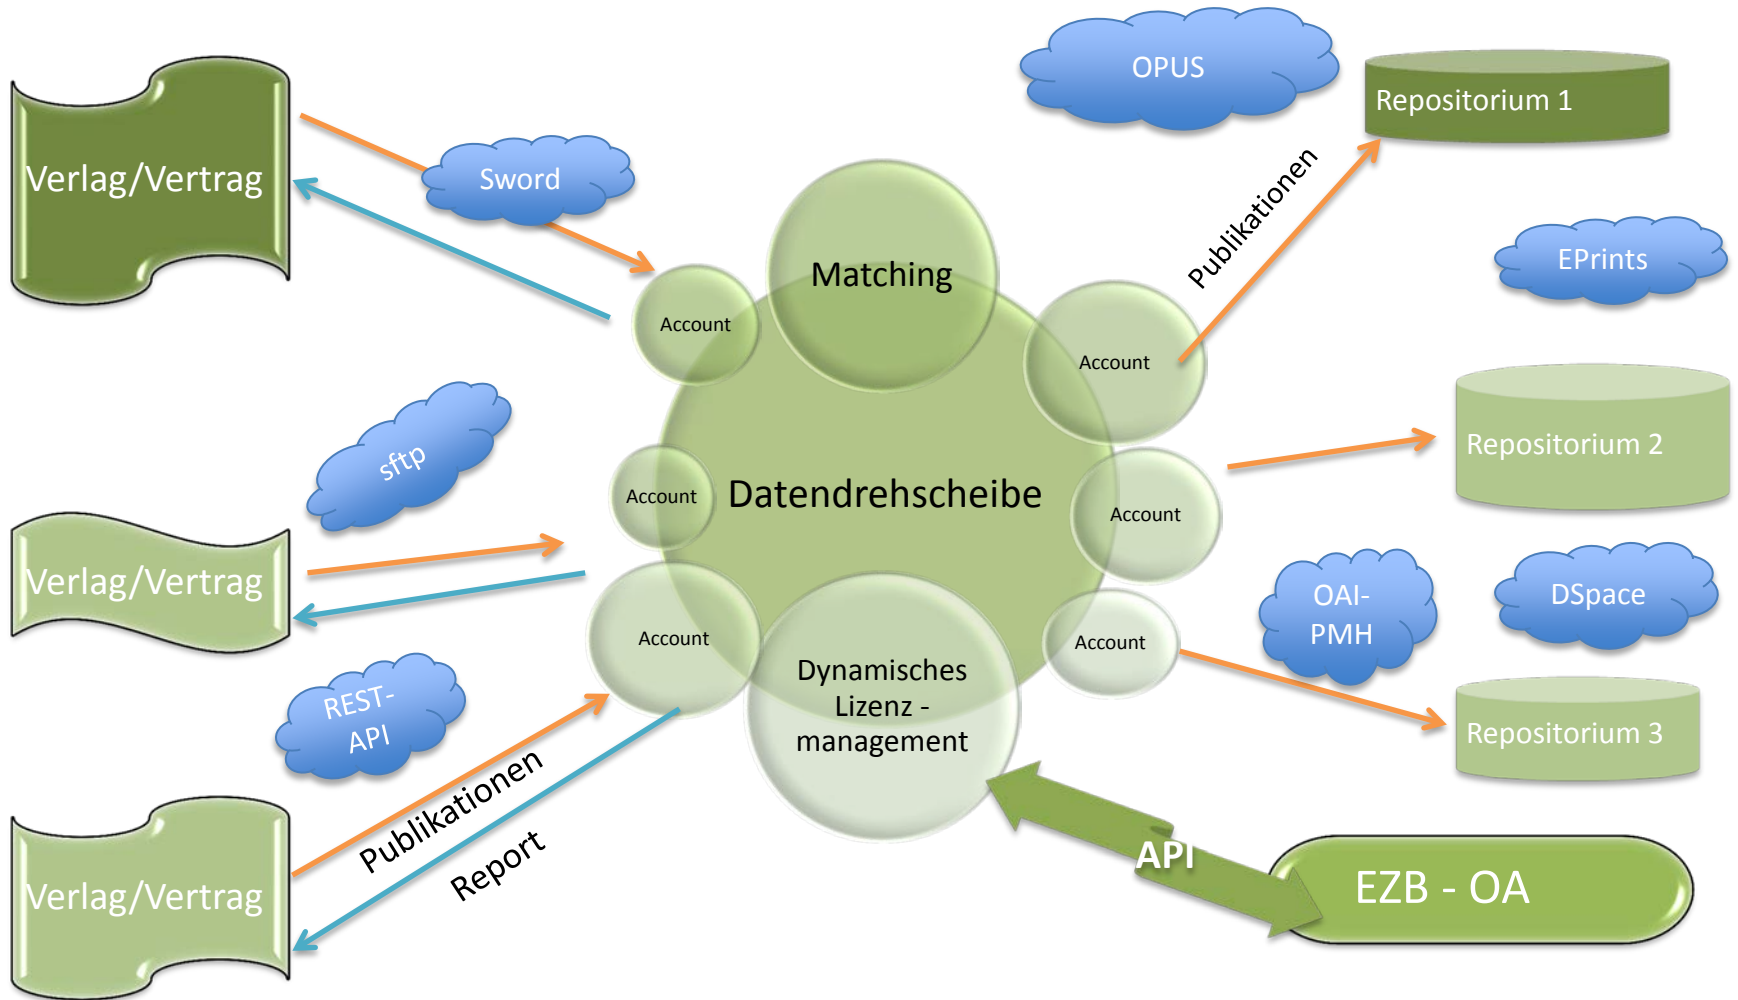 OPUS
Repositorium 1
Verlag/Vertrag
Sword
Publikationen
EPrints
Matching
Account
Account
sftp
Repositorium 2
Account
Datendrehscheibe
Account
Verlag/Vertrag
OAI-
PMH
DSpace
Account
Account
Dynamisches
Lizenz -
management
REST-
API
Repositorium 3
Publikationen
Report
Verlag/Vertrag
API
EZB - OA